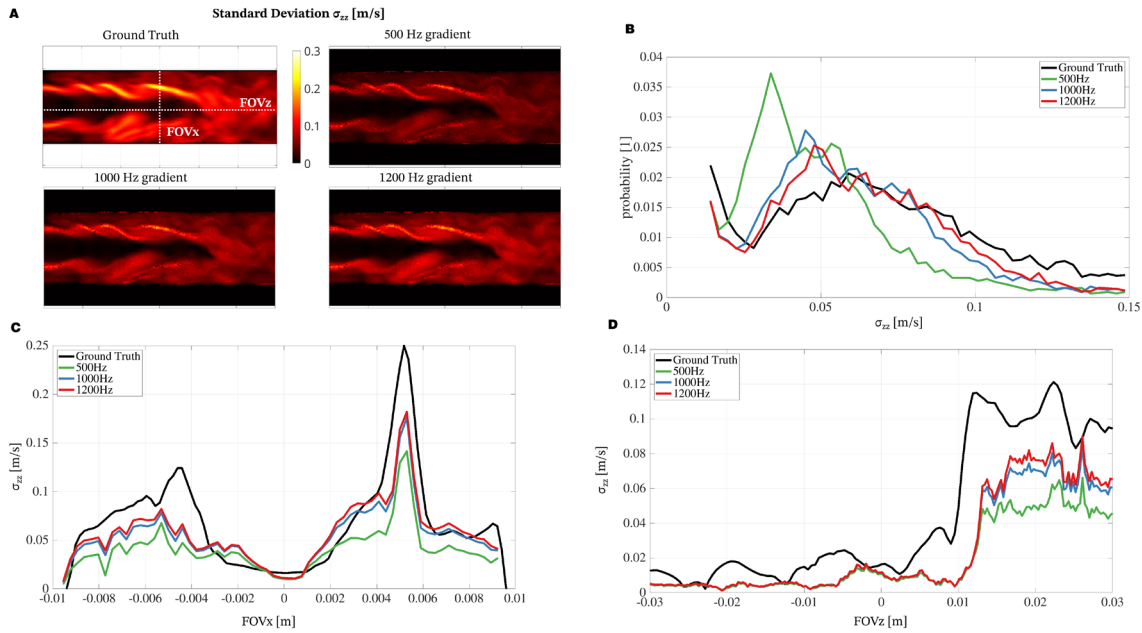 A
Standard Deviation σzz [m/s]
Ground Truth
500 Hz gradient
0.3
0.2
0.1
0
FOVz
FOVx
1000 Hz gradient
1200 Hz gradient
B
0.04
0.035
0.03
0.025
0.02
0.015
0.01
0.005
0
probability [1]
Ground Truth
500Hz
1000Hz
1200Hz
0
0.05
0.1
0.15
σzz [m/s]
C
0.25
0.2
0.15
0.1
0.05
0
σzz [m/s]
Ground Truth
500Hz
1000Hz
1200Hz
-0.01
-0.008
-0.006
-0.004
-0.002
0
0.002
0.004
0.006
0.008
0.01
FOVx [m]
D
0.14
0.12
0.1
0.08
0.06
0.04
0.02
0
σzz [m/s]
Ground Truth
500Hz
1000Hz
1200Hz
-0.03
-0.02
-0.01
0
0.01
0.02
0.03
FOVz [m]